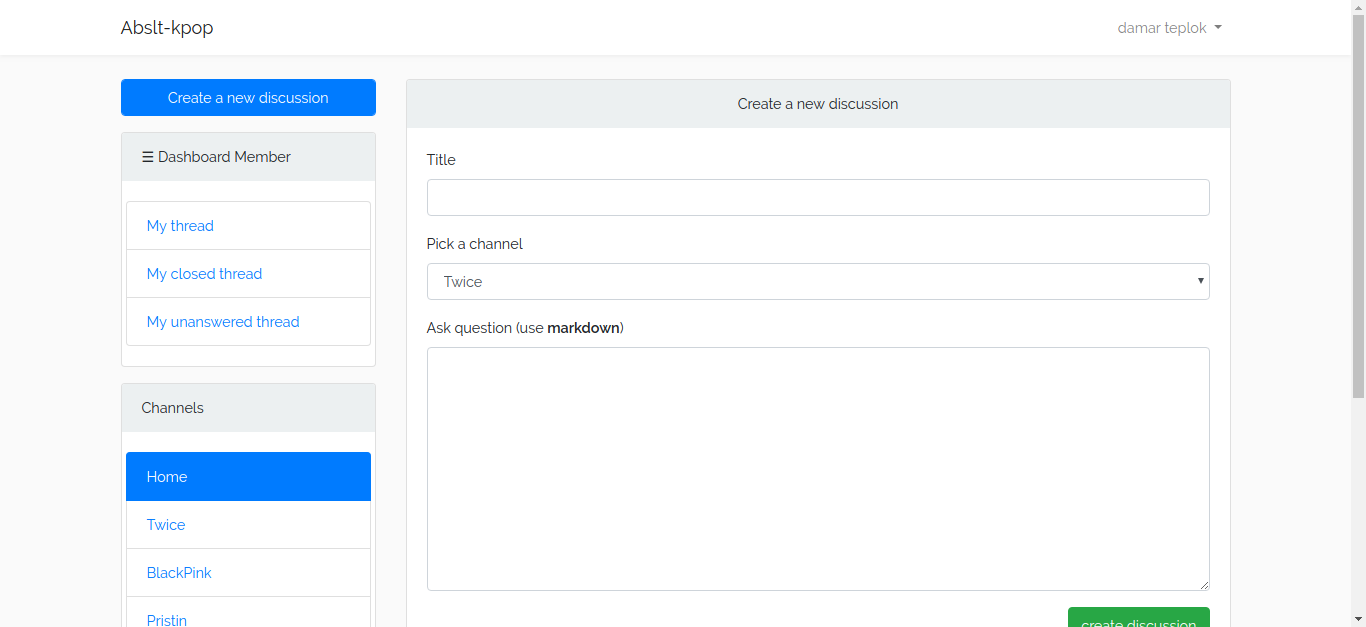 Abslt-kpop
damar teplok
Create a new discussion
☰ Dashboard Member
My thread
My closed thread
My unanswered thread
Channels
Home
Twice
BlackPink
Pristin
Create a new discussion
Title
Pick a channel
Twice
Ask question (use markdown)
create discussion